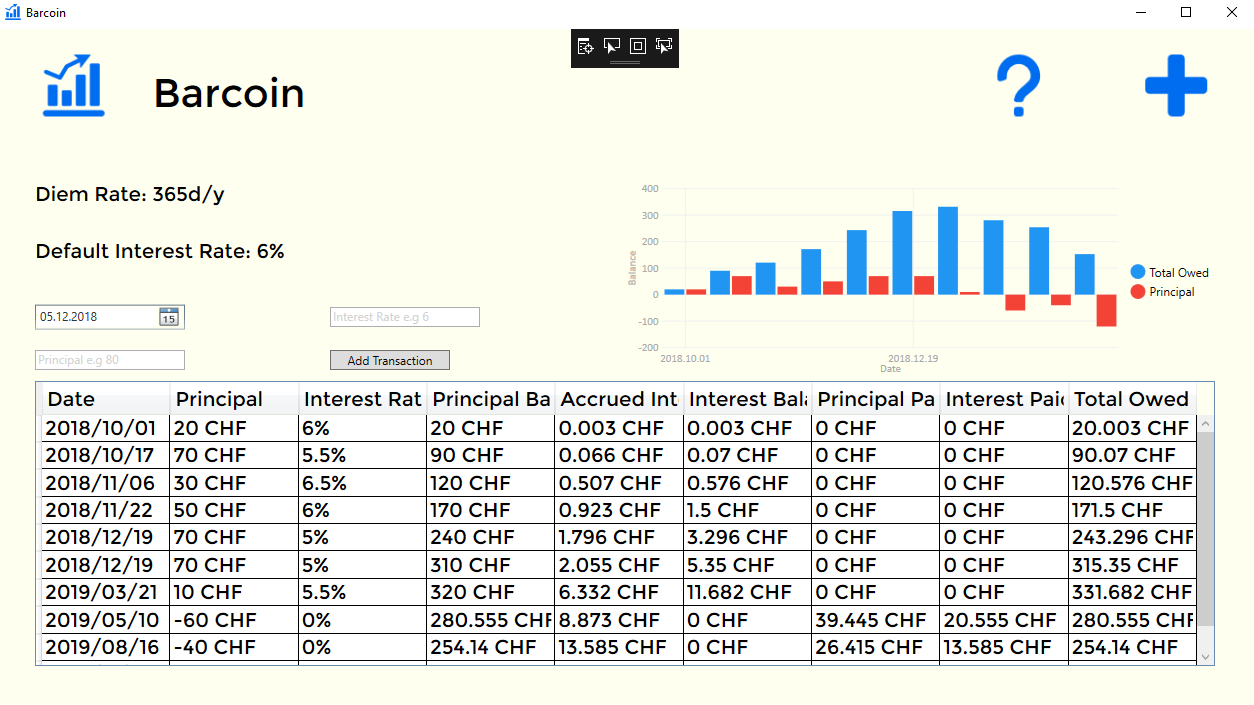 Barcoin
Barcoin
Diem Rate: 365d/y
Default Interest Rate: 6%
05.12.2018
15
Interest Rate e.g 6
Principal e.g 80
Add Transaction
400
300
200
100
0
-100
-200
Balance
2018.10.01
2018.12.19
Date
Total Owed
Principal
Date Principal Interest Rat Principal Ba Accrued Int Interest Bala Principal Pa Interest Paid Total Owed
2018/10/01 20 CHF 6% 20 CHF 0.003 CHF 0.003 CHF 0 CHF 0 CHF 20.003 CHF
2018/10/17 70 CHF 5.5% 90 CHF 0.066 CHF 0.07 CHF 0 CHF 0 CHF 90.07 CHF
2018/11/06 30 CHF 6.5% 120 CHF 0.507 CHF 0.576 CHF 0 CHF 0 CHF 120.576 CHF
2018/11/22 50 CHF 6% 170 CHF 0.923 CHF 1.5 CHF 0 CHF 0 CHF 171.5 CHF
2018/12/19 70 CHF 5% 240 CHF 1.796 CHF 3.296 CHF 0 CHF 0 CHF 243.296 CHF
2018/12/19 70 CHF 5% 310 CHF 2.055 CHF 5.35 CHF 0 CHF 0 CHF 315.35 CHF
2019/03/21 10 CHF 5.5% 320 CHF 6.332 CHF 11.682 CHF 0 CHF 0 CHF 331.682 CHF
2019/05/10 -60 CHF 0% 280.555 CHF 8.873 CHF 0 CHF 39.445 CHF 20.555 CHF 280.555 CHF
2019/08/16 -40 CHF 0% 254.14 CHF 13.585 CHF 0 CHF 26.415 CHF 13.585 CHF 254.14 CHF